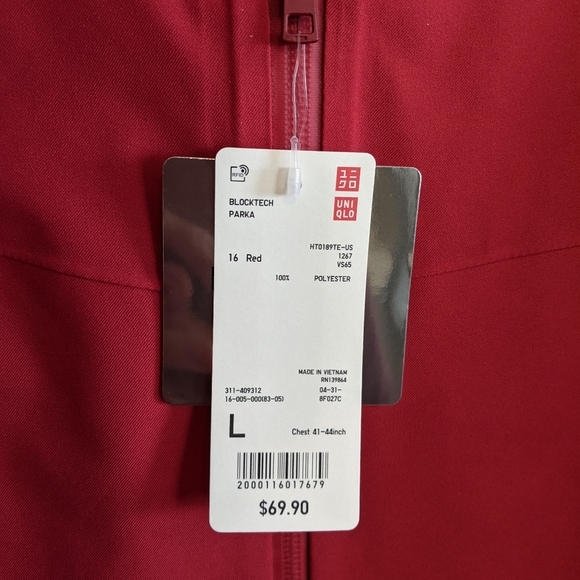 RFID
ユニ
クロ
UNI
QLO
BLOCKTECH
PARKA
HT0189TE-US
16 Red
1267
VS65
100% POLYESTER
MADE IN VIETNAM
RN139864
311-409312 04-31-
16-005-000(83-05) 8F027C
L Chest 41-44inch
2000116017679
$69.90